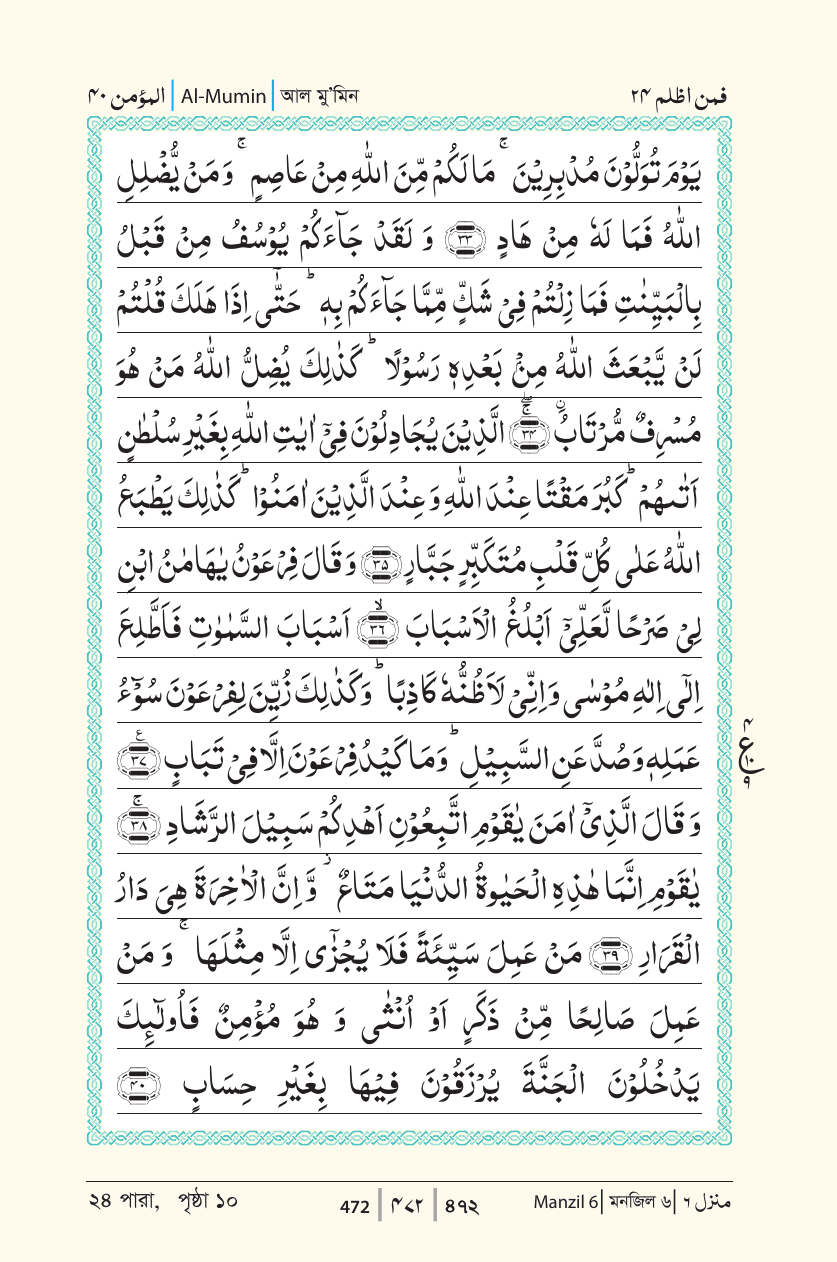 المؤمن ۴۰ | Al-Mumin | আল মু'মিন فمن اظلم ۲۴
يَوْمَ تُوَلُّوْنَ مُدْبِرِيْنَ ۚ مَا لَكُمْ مِّنَ اللّٰهِ مِنْ عَاصِمٍ ۚ وَ مَنْ يُّضْلِلِ
اللّٰهُ فَمَا لَهٗ مِنْ هَادٍ ﴿۳۳﴾ وَ لَقَدْ جَآءَكُمْ يُوْسُفُ مِنْ قَبْلُ
بِالْبَيِّنٰتِ فَمَا زِلْتُمْ فِيْ شَكٍّ مِّمَّا جَآءَكُمْ بِهٖ ؕ حَتّٰۤى اِذَا هَلَكَ قُلْتُمْ
لَنْ يَّبْعَثَ اللّٰهُ مِنْۢ بَعْدِهٖ رَسُوْلًا ؕ كَذٰلِكَ يُضِلُّ اللّٰهُ مَنْ هُوَ
مُسْرِفٌ مُّرْتَابُۨ ﴿۳۴﴾ۚۖ الَّذِيْنَ يُجَادِلُوْنَ فِيْۤ اٰيٰتِ اللّٰهِ بِغَيْرِ سُلْطٰنٍ
اَتٰىهُمْ ؕ كَبُرَ مَقْتًا عِنْدَ اللّٰهِ وَ عِنْدَ الَّذِيْنَ اٰمَنُوْا ؕ كَذٰلِكَ يَطْبَعُ
اللّٰهُ عَلٰى كُلِّ قَلْبِ مُتَكَبِّرٍ جَبَّارٍ ﴿۳۵﴾ وَ قَالَ فِرْعَوْنُ يٰهَامٰنُ ابْنِ
لِيْ صَرْحًا لَّعَلِّيْۤ اَبْلُغُ الْاَسْبَابَ ﴿۳۶﴾ۙ اَسْبَابَ السَّمٰوٰتِ فَاَطَّلِعَ
اِلٰۤى اِلٰهِ مُوْسٰى وَ اِنِّيْ لَاَظُنُّهٗ كَاذِبًا ؕ وَ كَذٰلِكَ زُيِّنَ لِفِرْعَوْنَ سُوْٓءُ
عَمَلِهٖ وَ صُدَّ عَنِ السَّبِيْلِ ؕ وَ مَا كَيْدُ فِرْعَوْنَ اِلَّا فِيْ تَبَابٍ ﴿۳۷﴾ۧ
۴ ع ۹
وَ قَالَ الَّذِيْۤ اٰمَنَ يٰقَوْمِ اتَّبِعُوْنِ اَهْدِكُمْ سَبِيْلَ الرَّشَادِ ﴿۳۸﴾ۚ
يٰقَوْمِ اِنَّمَا هٰذِهِ الْحَيٰوةُ الدُّنْيَا مَتَاعٌ ؗ وَّ اِنَّ الْاٰخِرَةَ هِيَ دَارُ
الْقَرَارِ ﴿۳۹﴾ مَنْ عَمِلَ سَيِّئَةً فَلَا يُجْزٰۤى اِلَّا مِثْلَهَا ۚ وَ مَنْ
عَمِلَ صَالِحًا مِّنْ ذَكَرٍ اَوْ اُنْثٰى وَ هُوَ مُؤْمِنٌ فَاُولٰٓئِكَ
يَدْخُلُوْنَ الْجَنَّةَ يُرْزَقُوْنَ فِيْهَا بِغَيْرِ حِسَابٍ ﴿۴۰﴾
২৪ পারা, পৃষ্ঠা ১০ 472 | ۴۷۲ | ৪৭২ Manzil 6 | মনজিল ৬ | منزل ۶